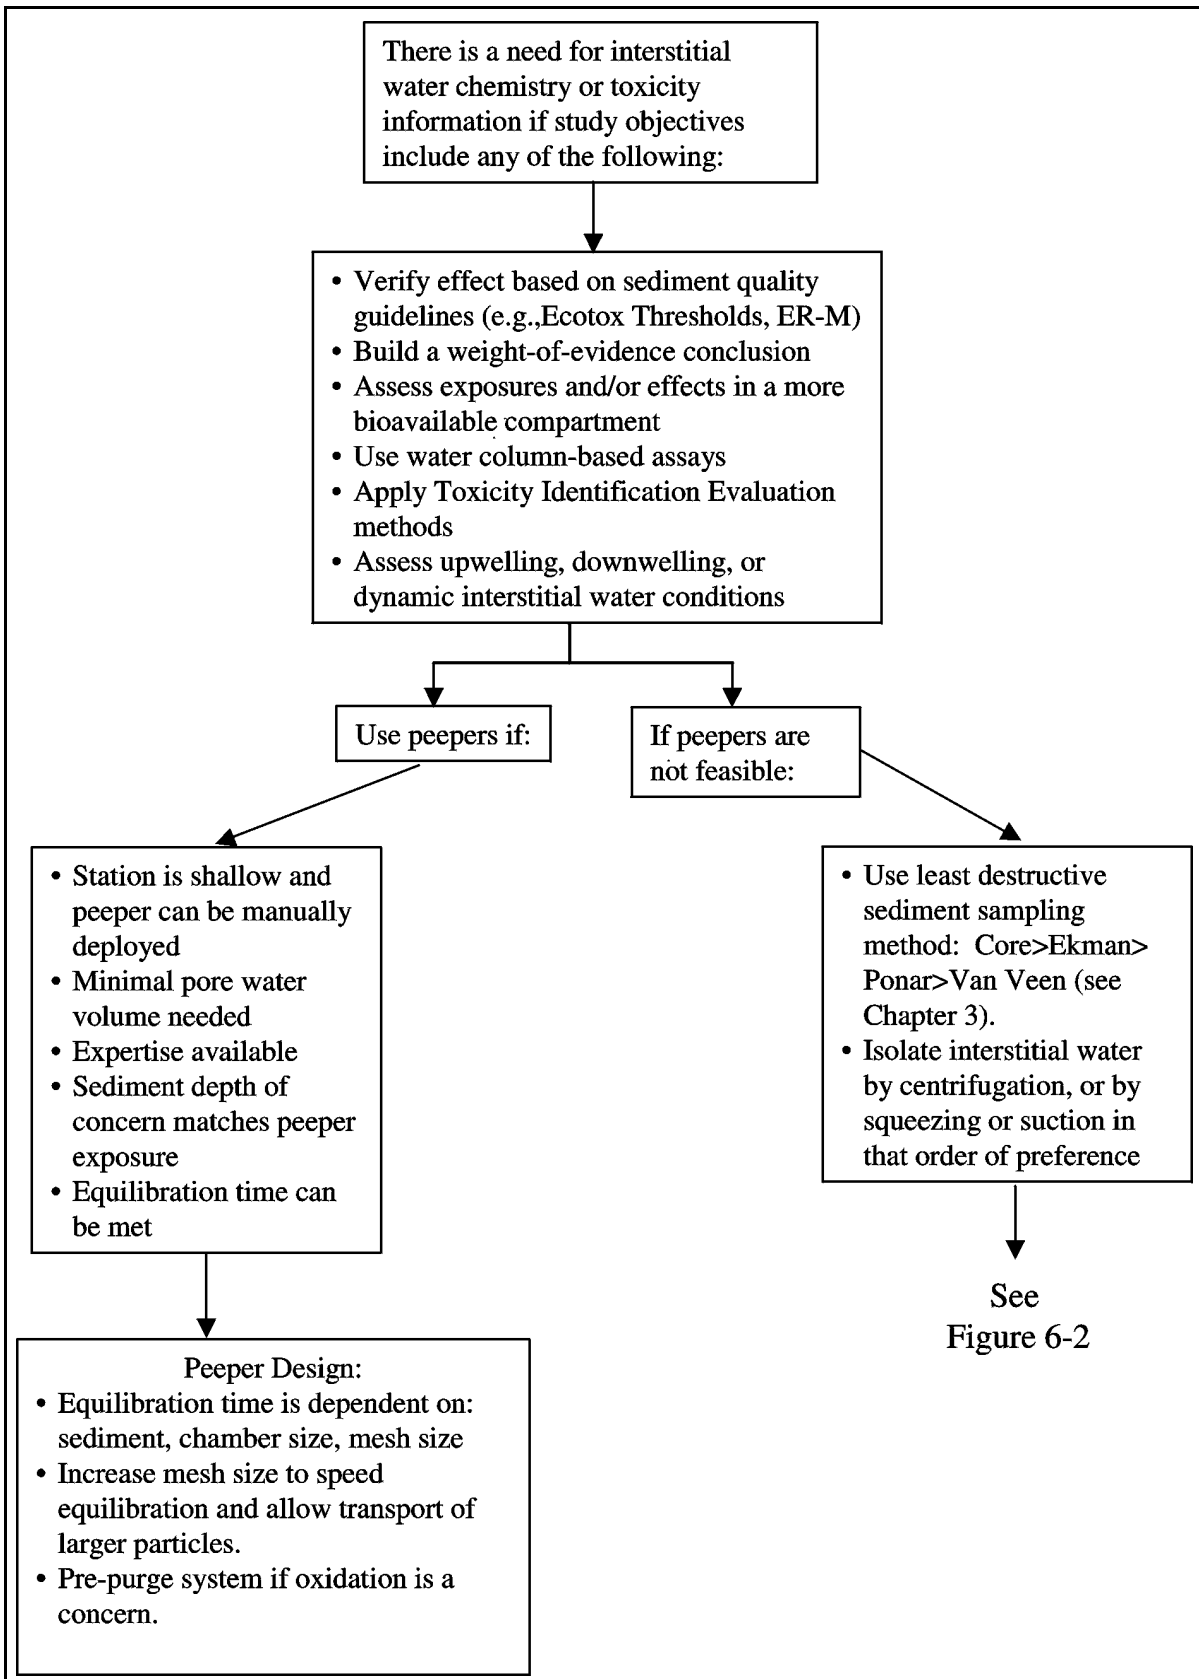 There is a need for interstitial
water chemistry or toxicity
information if study objectives
include any of the following:
• Verify effect based on sediment quality
guidelines (e.g.,Ecotox Thresholds, ER-M)
• Build a weight-of-evidence conclusion
• Assess exposures and/or effects in a more
bioavailable compartment
• Use water column-based assays
• Apply Toxicity Identification Evaluation
methods
• Assess upwelling, downwelling, or
dynamic interstitial water conditions
Use peepers if:
If peepers are
not feasible:
• Station is shallow and
peeper can be manually
deployed
• Minimal pore water
volume needed
• Expertise available
• Sediment depth of
concern matches peeper
exposure
• Equilibration time can
be met
• Use least destructive
sediment sampling
method: Core>Ekman>
Ponar>Van Veen (see
Chapter 3).
• Isolate interstitial water
by centrifugation, or by
squeezing or suction in
that order of preference
See
Figure 6-2
Peeper Design:
• Equilibration time is dependent on:
sediment, chamber size, mesh size
• Increase mesh size to speed
equilibration and allow transport of
larger particles.
• Pre-purge system if oxidation is a
concern.